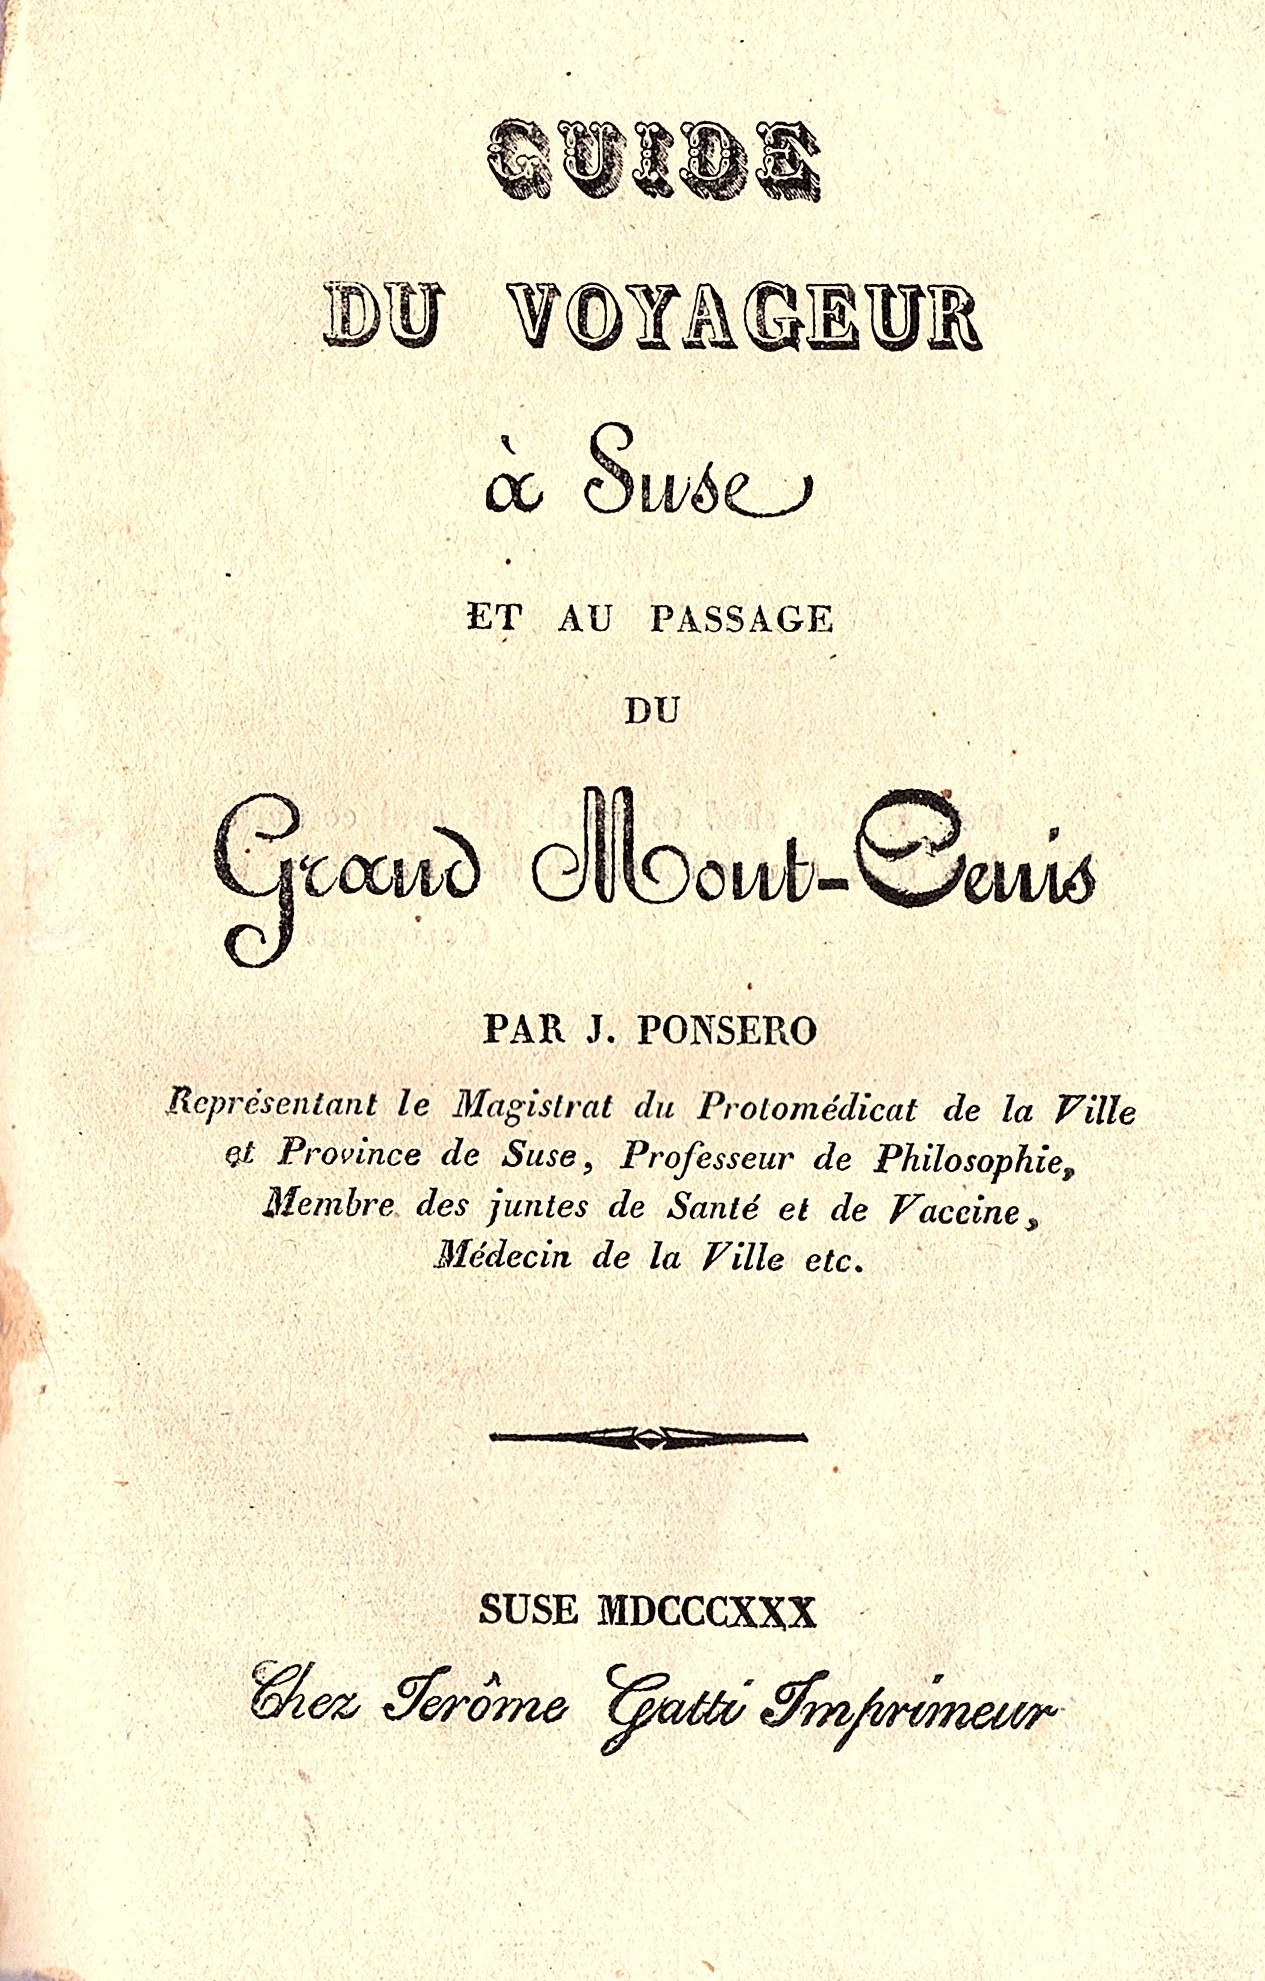 GUIDE
DU VOYAGEUR
à Suse
ET AU PASSAGE
DU
Grand Mont-Cenis
PAR J. PONSERO
Représentant le Magistrat du Protomédicat de la Ville
et Province de Suse, Professeur de Philosophie,
Membre des juntes de Santé et de Vaccine,
Médecin de la Ville etc.
SUSE MDCCCXXX
Chez Jerôme Gatti Imprimeur